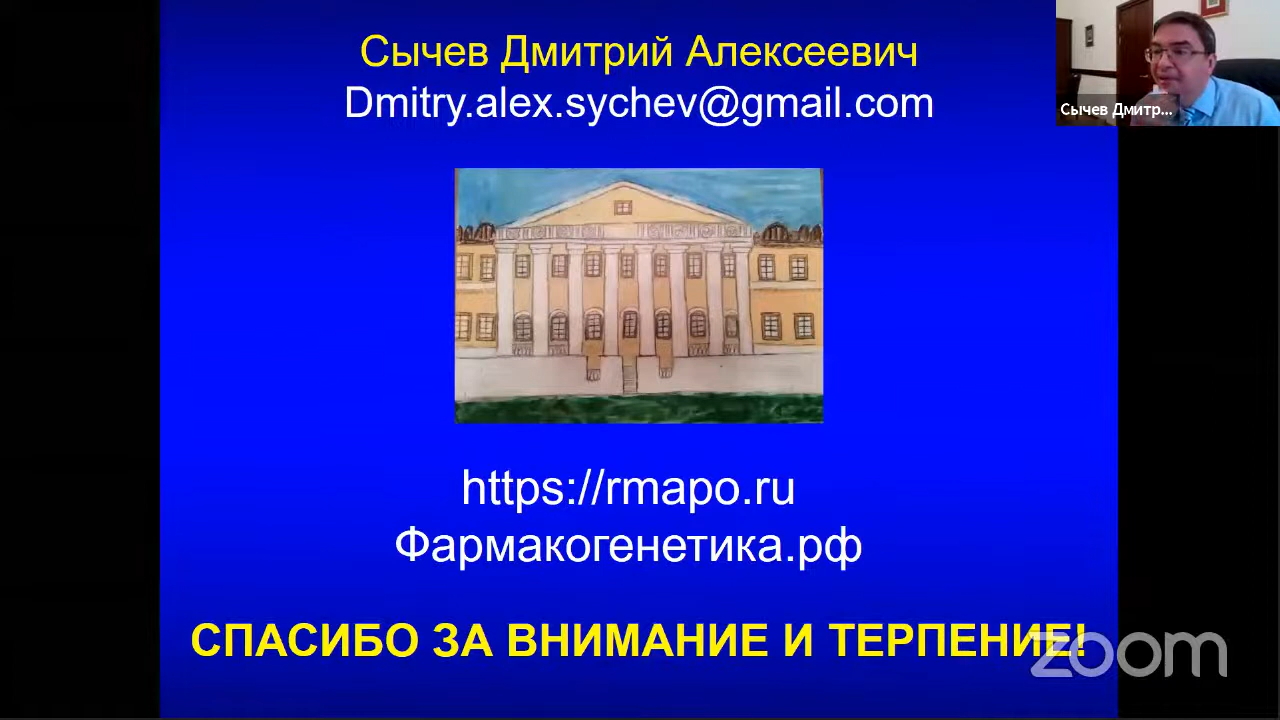 Сычев Дмитрий Алексеевич
Dmitry.alex.sychev@gmail.com
Сычев Дмитр...
https://rmapo.ru
Фармакогенетика.рф
СПАСИБО ЗА ВНИМАНИЕ И ТЕРПЕНИЕ!
zoom